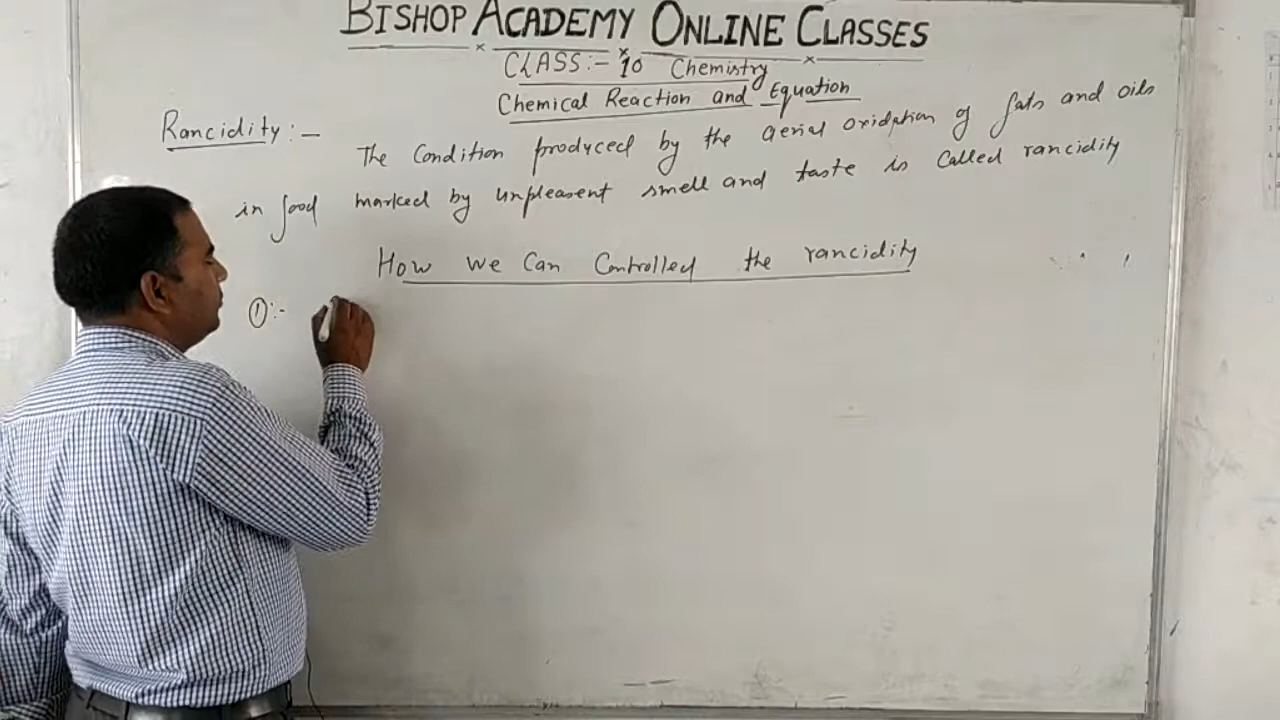 BISHOP ACADEMY ONLINE CLASSES
CLASS:- 10 Chemistry
Chemical Reaction and Equation
Rancidity:-
The Condition produced by the aerial oxidation of fats and oils
in food marked by unpleasent smell and taste is Called rancidity
How we Can Controlled the rancidity
①:-